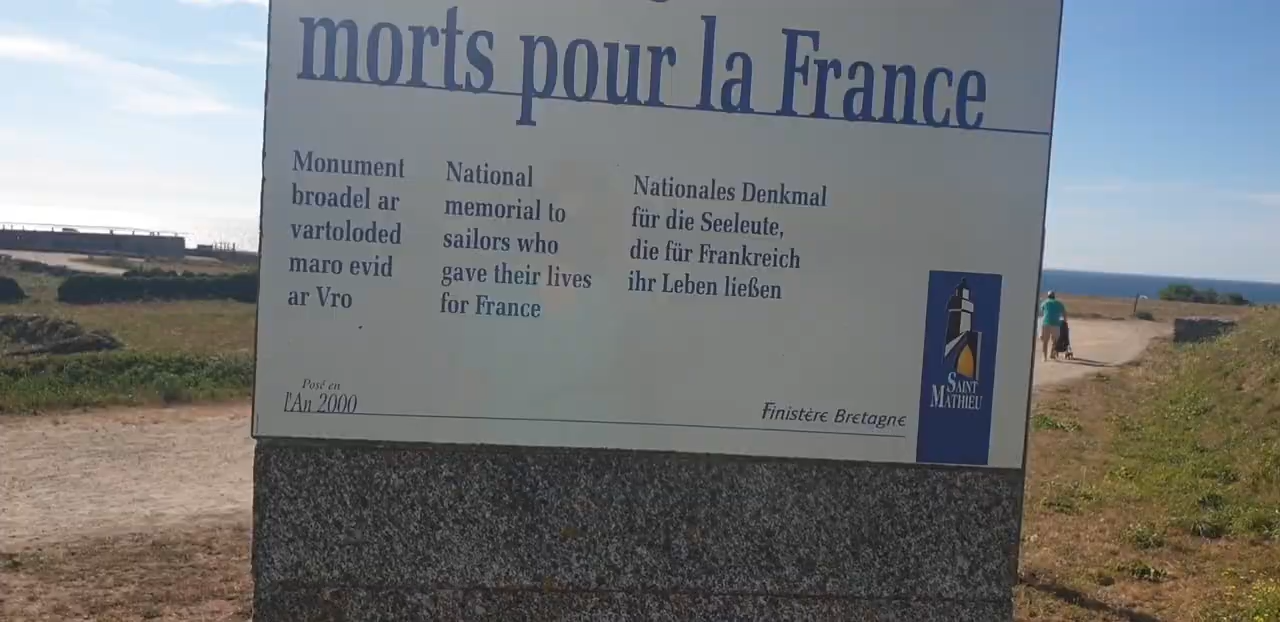 morts pour la France
Monument
broadel ar
vartoloded
maro evid
ar Vro
National
memorial to
sailors who
gave their lives
for France
Nationales Denkmal
für die Seeleute,
die für Frankreich
ihr Leben ließen
Posé en
l'An 2000
Finistère Bretagne
SAINT
MATHIEU